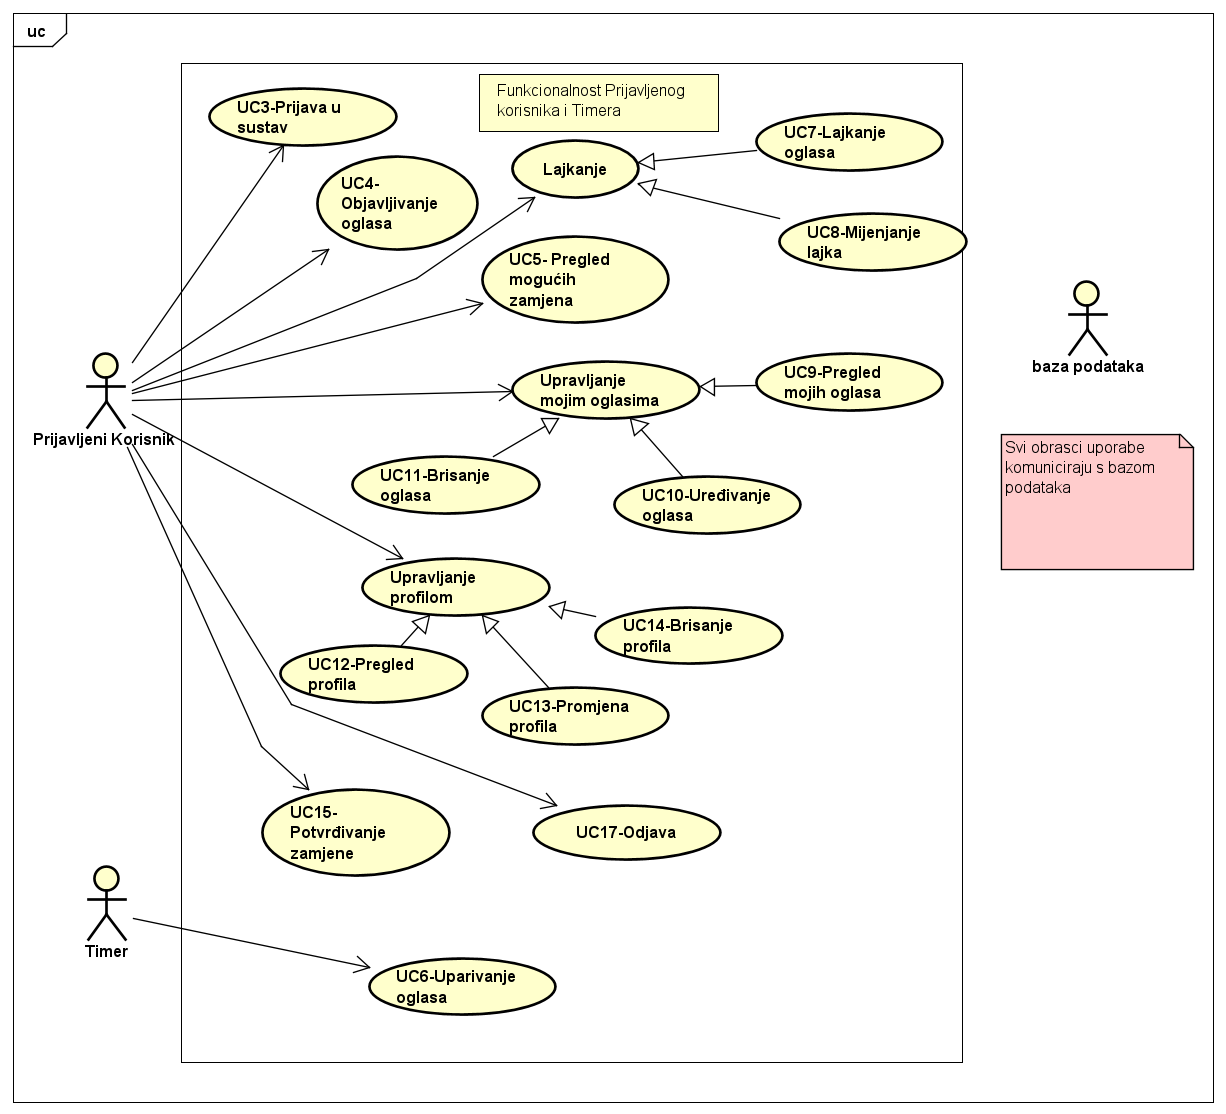 uc
Funkcionalnost Prijavljenog
korisnika i Timera
UC3-Prijava u
sustav
UC7-Lajkanje
oglasa
Lajkanje
UC4-
Objavljivanje
oglasa
UC8-Mijenjanje
lajka
UC5- Pregled
mogućih
zamjena
baza podataka
Prijavljeni Korisnik
Upravljanje
mojim oglasima
UC9-Pregled
mojih oglasa
Svi obrasci uporabe
komuniciraju s bazom
podataka
UC11-Brisanje
oglasa
UC10-Uređivanje
oglasa
Upravljanje
profilom
UC14-Brisanje
profila
UC12-Pregled
profila
UC13-Promjena
profila
UC15-
Potvrđivanje
zamjene
UC17-Odjava
Timer
UC6-Uparivanje
oglasa